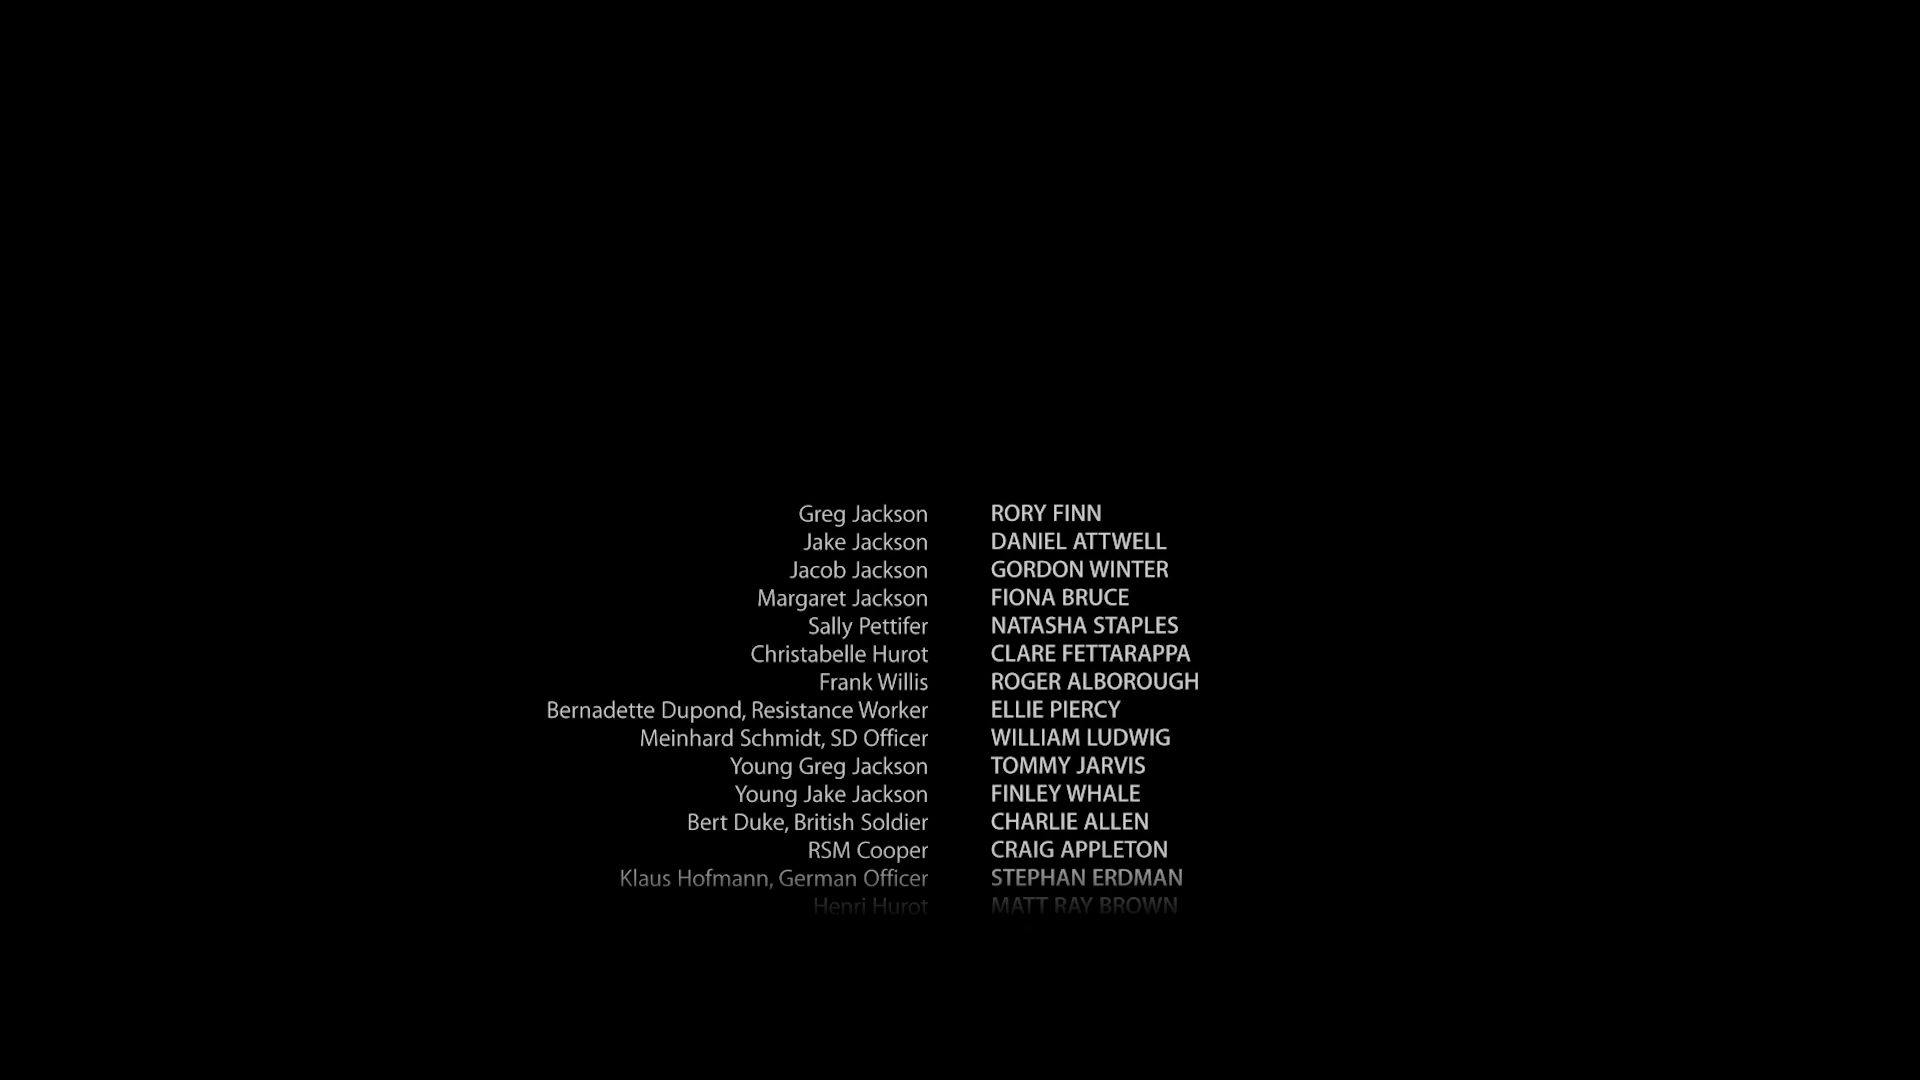 Greg Jackson RORY FINN
Jake Jackson DANIEL ATTWELL
Jacob Jackson GORDON WINTER
Margaret Jackson FIONA BRUCE
Sally Pettifer NATASHA STAPLES
Christabelle Hurot CLARE FETTARAPPA
Frank Willis ROGER ALBOROUGH
Bernadette Dupond, Resistance Worker ELLIE PIERCY
Meinhard Schmidt, SD Officer WILLIAM LUDWIG
Young Greg Jackson TOMMY JARVIS
Young Jake Jackson FINLEY WHALE
Bert Duke, British Soldier CHARLIE ALLEN
RSM Cooper CRAIG APPLETON
Klaus Hofmann, German Officer STEPHAN ERDMAN
Henri Hurot MATT RAY BROWN